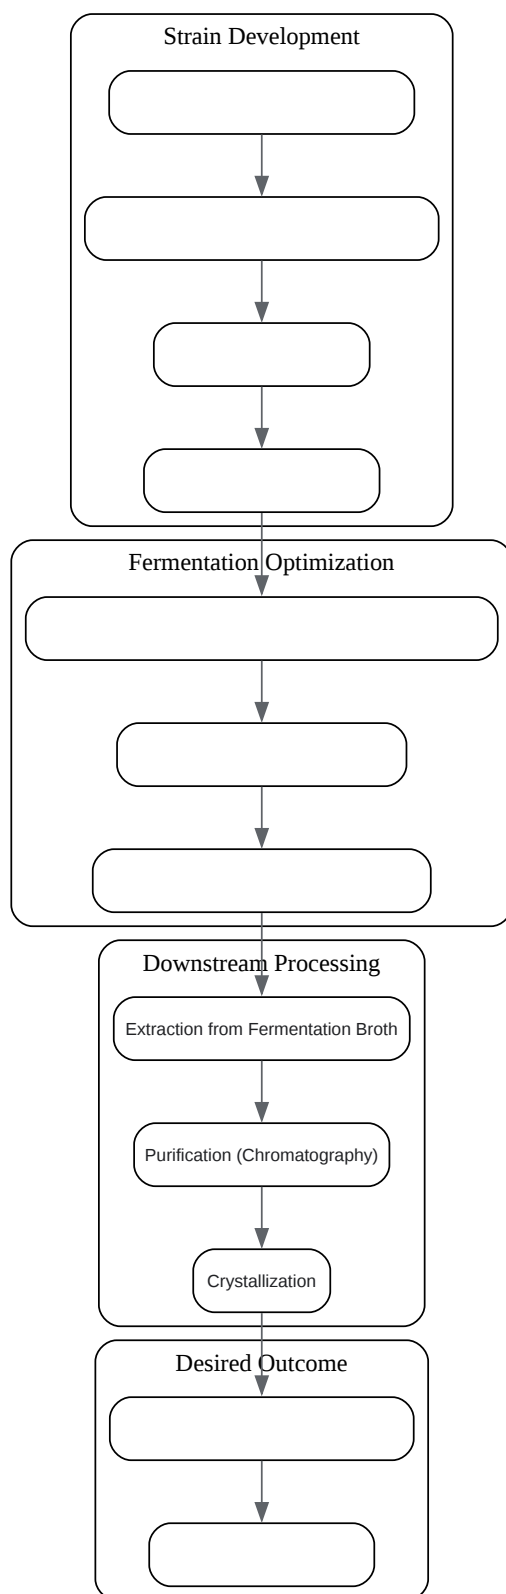 Strain Development
Fermentation Optimization
Downstream Processing
Extraction from Fermentation Broth
Purification (Chromatography)
Crystallization
Desired Outcome